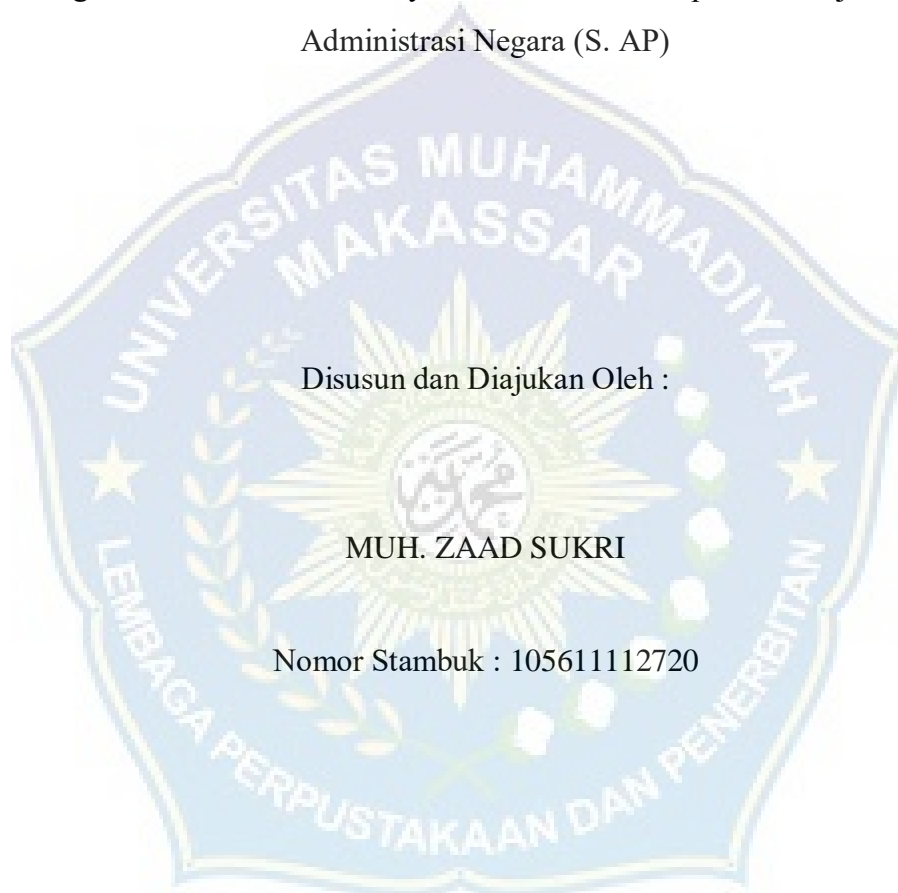 Administrasi Negara (S. AP)
UNIVERSITAS MUHAMMADIYAH
MAKASSAR
Disusun dan Diajukan Oleh :
MUH. ZAAD SUKRI
Nomor Stambuk : 105611112720
LEMBAGA PERPUSTAKAAN DAN PENERBITAN